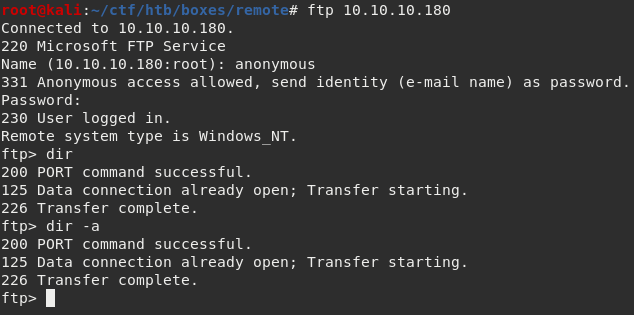 root@kali:~/ctf/htb/boxes/remote# ftp 10.10.10.180
Connected to 10.10.10.180.
220 Microsoft FTP Service
Name (10.10.10.180:root): anonymous
331 Anonymous access allowed, send identity (e-mail name) as password.
Password:
230 User logged in.
Remote system type is Windows_NT.
ftp> dir
200 PORT command successful.
125 Data connection already open; Transfer starting.
226 Transfer complete.
ftp> dir -a
200 PORT command successful.
125 Data connection already open; Transfer starting.
226 Transfer complete.
ftp>